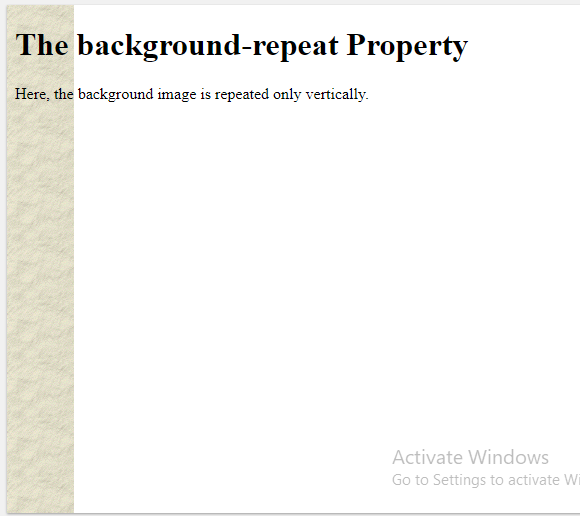 The background-repeat Property
Here, the background image is repeated only vertically.
Activate Windows
Go to Settings to activate Wi